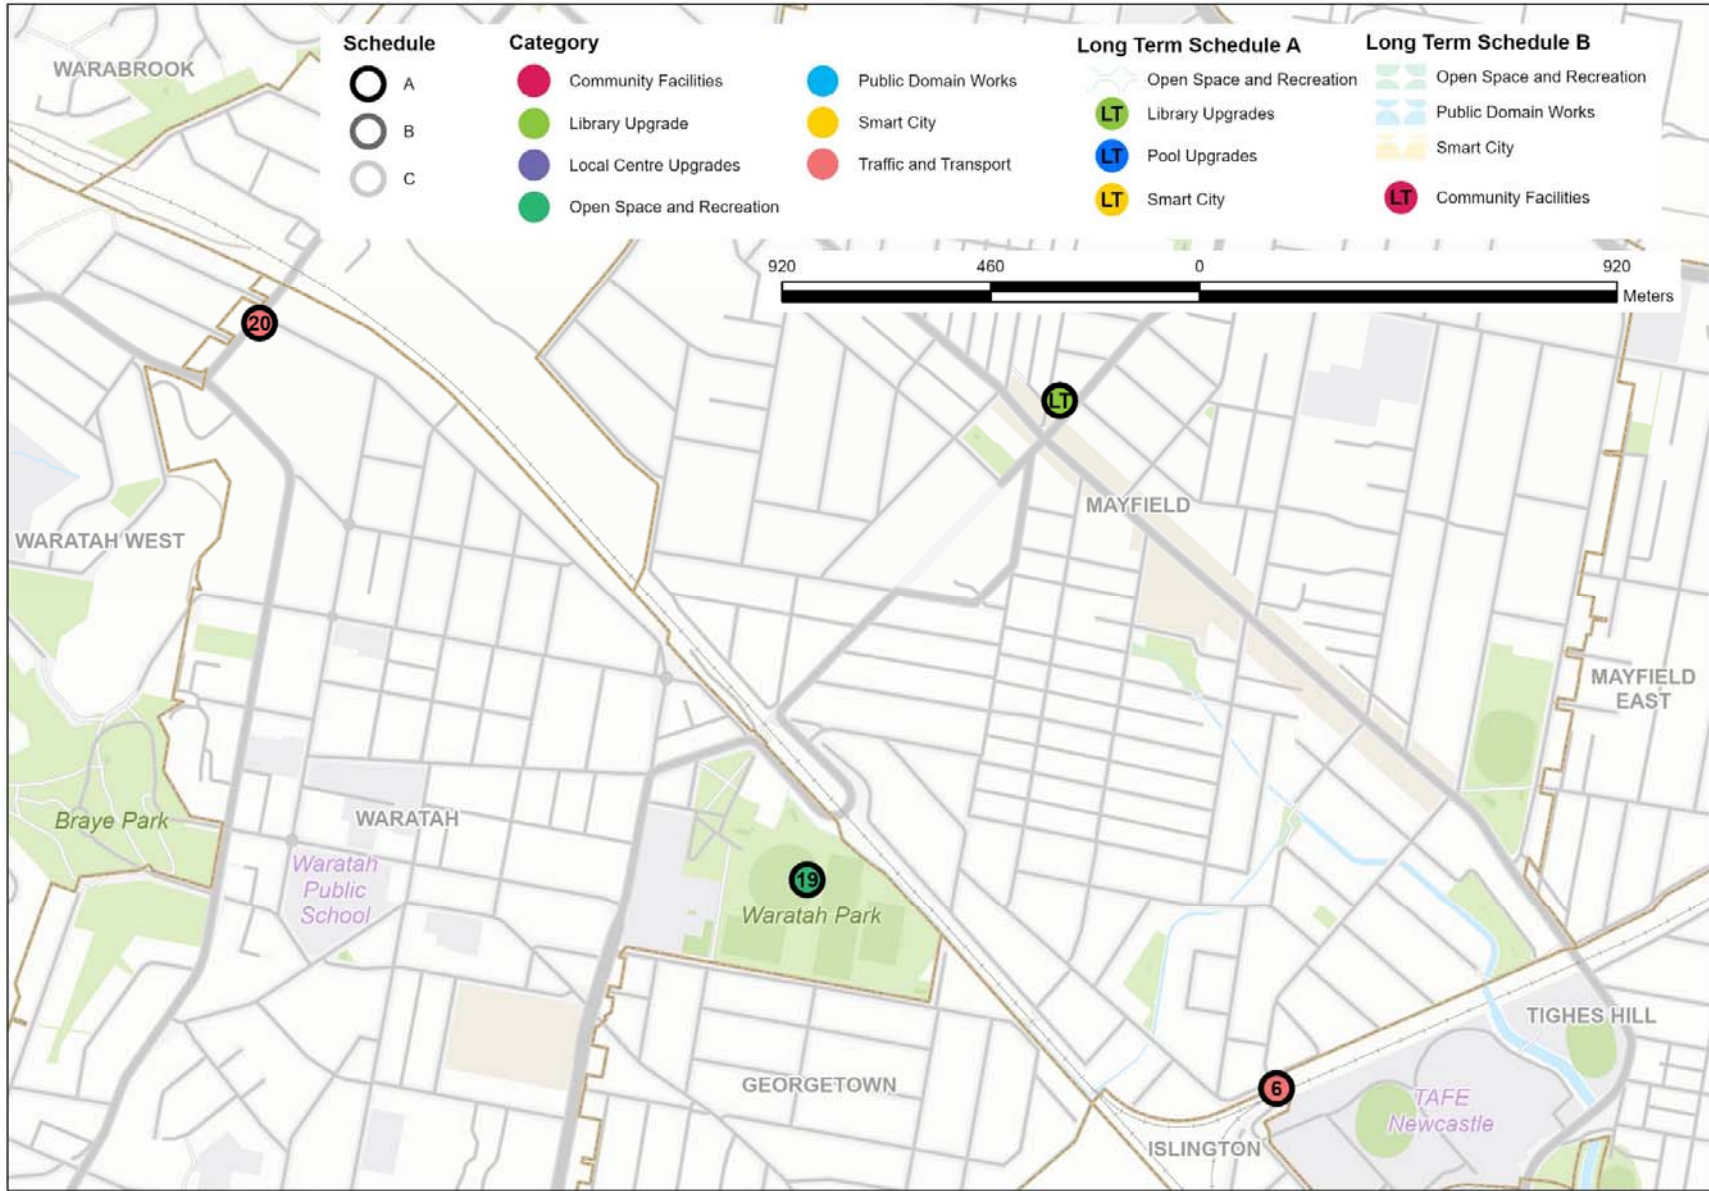 Schedule
A
B
C
Category
Community Facilities
Library Upgrade
Local Centre Upgrades
Open Space and Recreation
Public Domain Works
Smart City
Traffic and Transport
Long Term Schedule A
Open Space and Recreation
LT Library Upgrades
LT Pool Upgrades
LT Smart City
Long Term Schedule B
Open Space and Recreation
Public Domain Works
Smart City
LT Community Facilities
920 460 0 920
Meters
WARABROOK
20
LT
MAYFIELD
WARATAH WEST
MAYFIELD
EAST
Braye Park
WARATAH
Waratah
Public
School
19
Waratah Park
TIGHES HILL
GEORGETOWN
6
TAFE
Newcastle
ISLINGTON